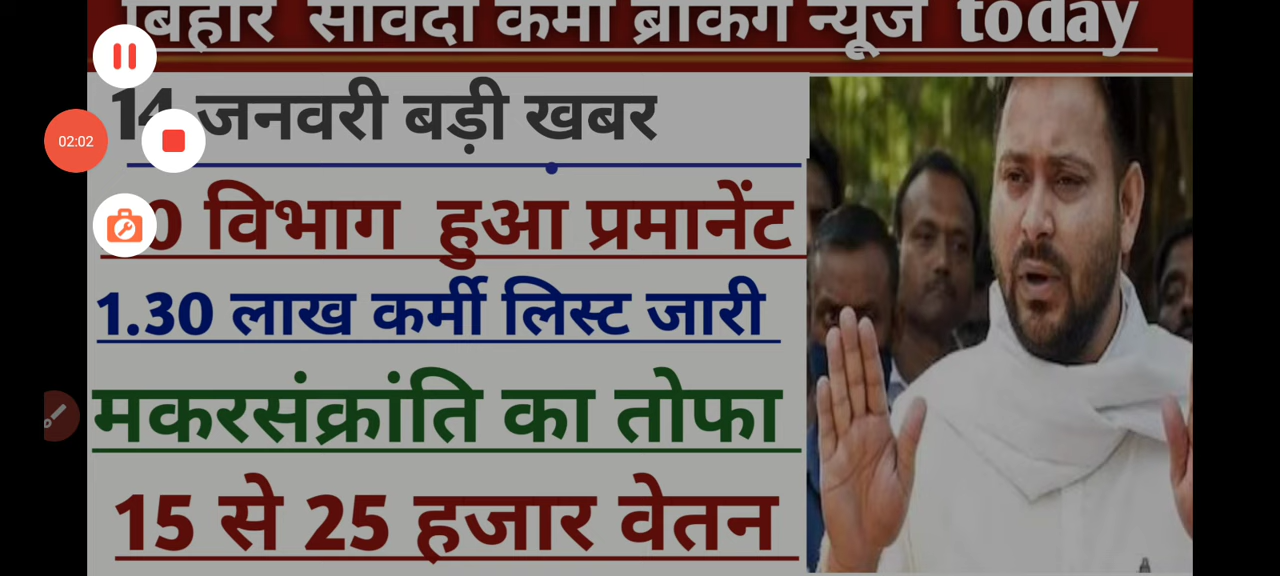 बिहार संविदा कर्मी ब्रेकिंग न्यूज today
14 जनवरी बड़ी खबर
02:02
विभाग हुआ प्रमानेंट
1.30 लाख कर्मी लिस्ट जारी
मकरसंक्रांति का तोफा
15 से 25 हजार वेतन